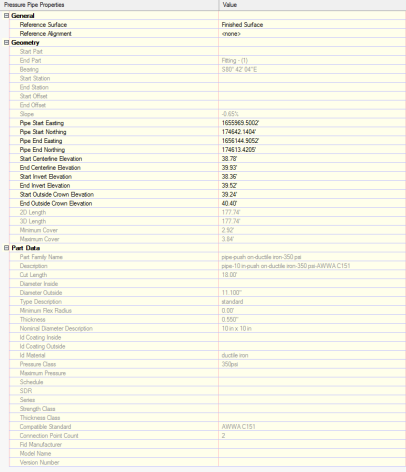 Pressure Pipe Properties Value
General
Reference Surface Finished Surface
Reference Alignment <none>
Geometry
Start Part
End Part Fitting - (1)
Bearing S80° 42' 04"E
Start Station
End Station
Start Offset
End Offset
Slope -0.65%
Pipe Start Easting 1655969.5002'
Pipe Start Northing 174642.1404'
Pipe End Easting 1656144.9052'
Pipe End Northing 174613.4205'
Start Centerline Elevation 38.78'
End Centerline Elevation 39.93'
Start Invert Elevation 38.36'
End Invert Elevation 39.52'
Start Outside Crown Elevation 39.24'
End Outside Crown Elevation 40.40'
2D Length 177.74'
3D Length 177.74'
Minimum Cover 2.92'
Maximum Cover 3.84'
Part Data
Part Family Name pipe-push on-ductile iron-350 psi
Description pipe-10 in-push on-ductile iron-350 psi-AWWA C151
Cut Length 18.00'
Diameter Inside
Diameter Outside 11.100"
Type Description standard
Minimum Flex Radius 0.00'
Thickness 0.550"
Nominal Diameter Description 10 in x 10 in
Id Coating Inside
Id Coating Outside
Id Material ductile iron
Pressure Class 350psi
Maximum Pressure
Schedule
SDR
Series
Strength Class
Thickness Class
Compatible Standard AWWA C151
Connection Point Count 2
Fid Manufacturer
Model Name
Version Number